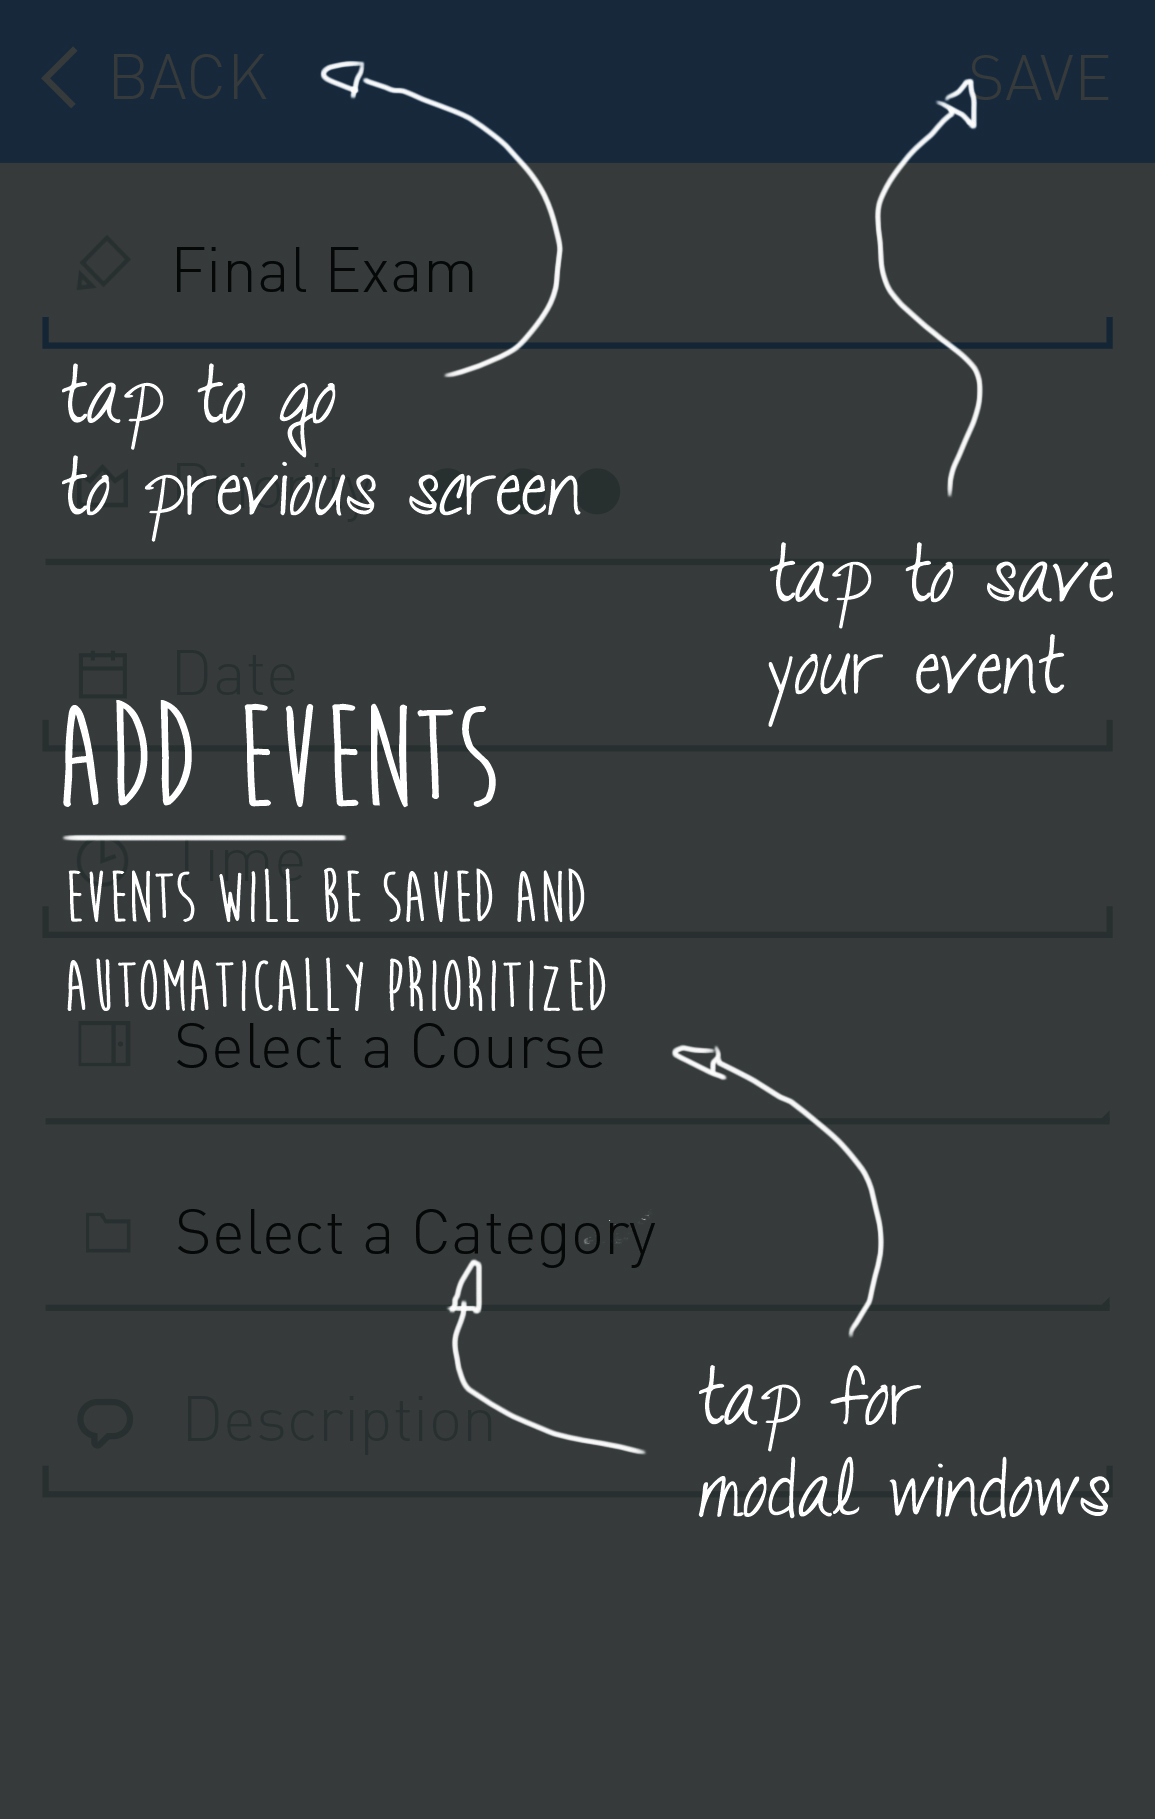 BACK
SAVE
Final Exam
tap to go
to previous screen
Priority
tap to save
your event
Date
ADD EVENTS
Time
EVENTS WILL BE SAVED AND
AUTOMATICALLY PRIORITIZED
Select a Course
Select a Category
tap for
modal windows
Description